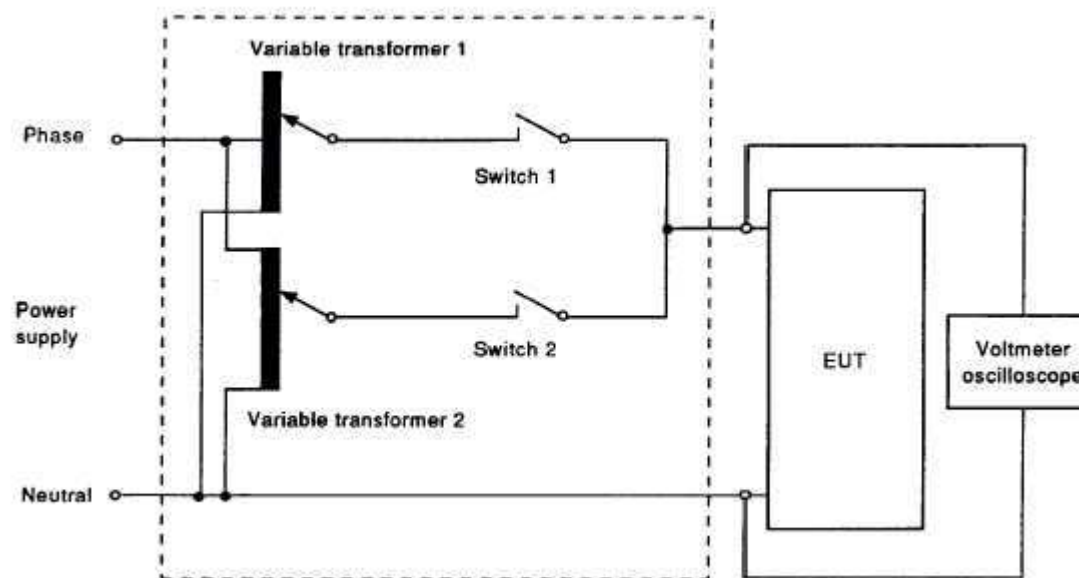 Variable transformer 1
Phase
Switch 1
Power
supply
Switch 2
EUT
Voltmeter
oscilloscope
Variable transformer 2
Neutral